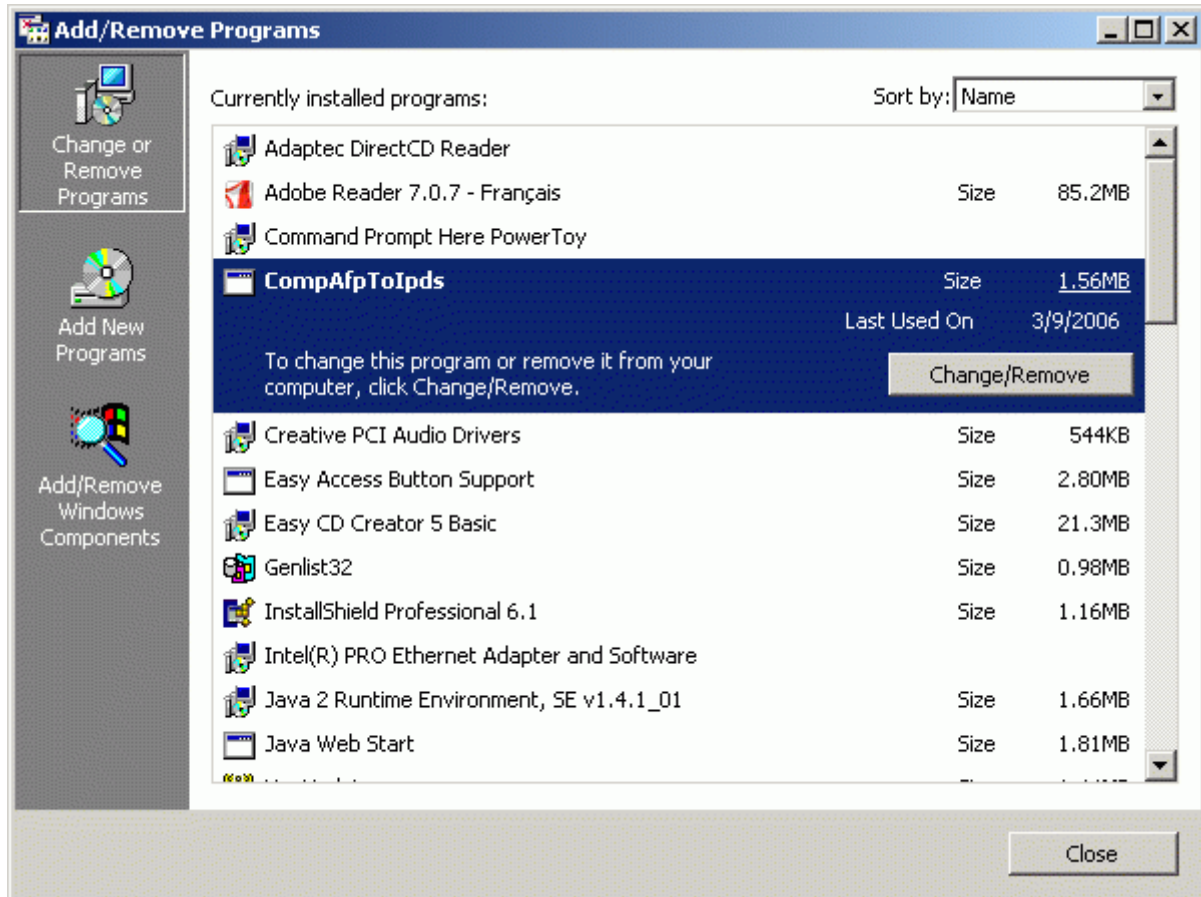 Add/Remove Programs
Change or
Remove
Programs
Add New
Programs
Add/Remove
Windows
Components
Currently installed programs:
Sort by: Name
Adaptec DirectCD Reader
Adobe Reader 7.0.7 - Français Size 85.2MB
Command Prompt Here PowerToy
CompAfpToIpds Size 1.56MB
Last Used On 3/9/2006
To change this program or remove it from your
computer, click Change/Remove.
Change/Remove
Creative PCI Audio Drivers Size 544KB
Easy Access Button Support Size 2.80MB
Easy CD Creator 5 Basic Size 21.3MB
Genlist32 Size 0.98MB
InstallShield Professional 6.1 Size 1.16MB
Intel(R) PRO Ethernet Adapter and Software
Java 2 Runtime Environment, SE v1.4.1_01 Size 1.66MB
Java Web Start Size 1.81MB
Close